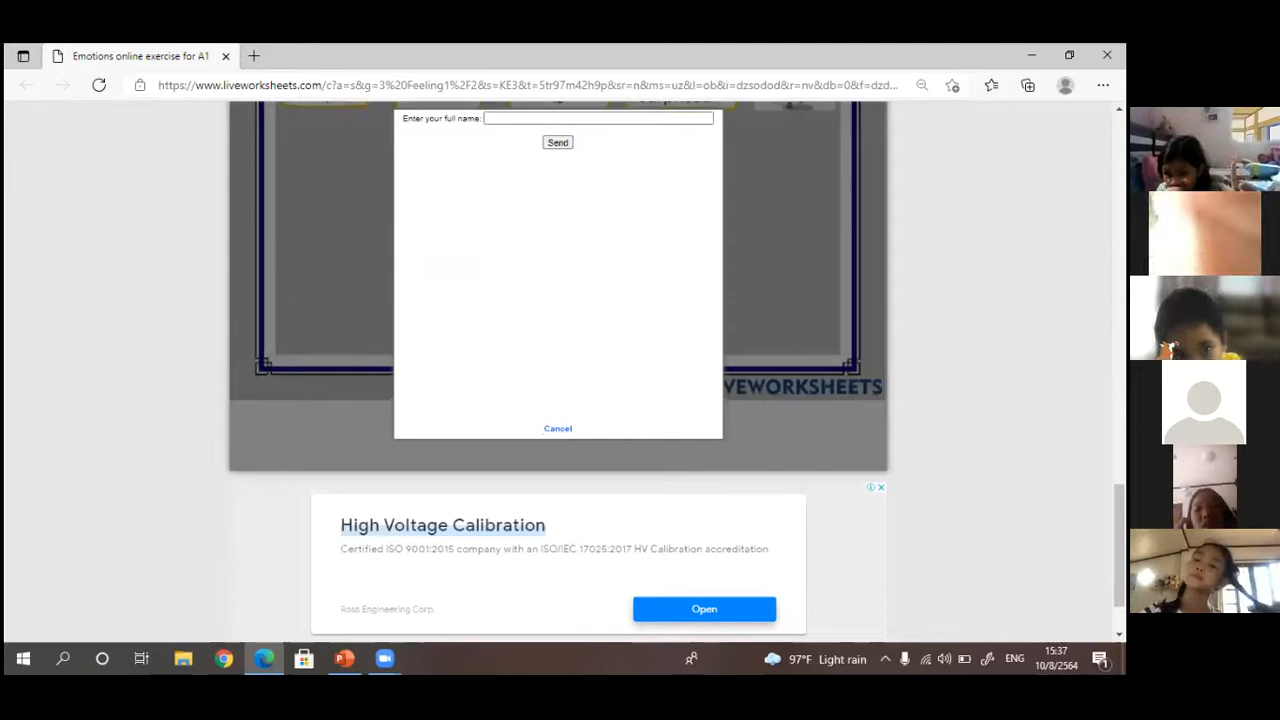 Emotions online exercise for A1
https://www.liveworksheets.com/c?a=s&g=3%20Feeling1%2F2&s=KE3&t=5tr97m42h9p&sr=n&ms=uz&l=ob&i=dzsodod&r=nv&db=0&f=dzd...
Enter your full name:
Send
VEWORKSHEETS
Cancel
High Voltage Calibration
Certified ISO 9001:2015 company with an ISO/IEC 17025:2017 HV Calibration accreditation
Ross Engineering Corp.
Open
97°F Light rain
ENG
15:37
10/8/2564
1